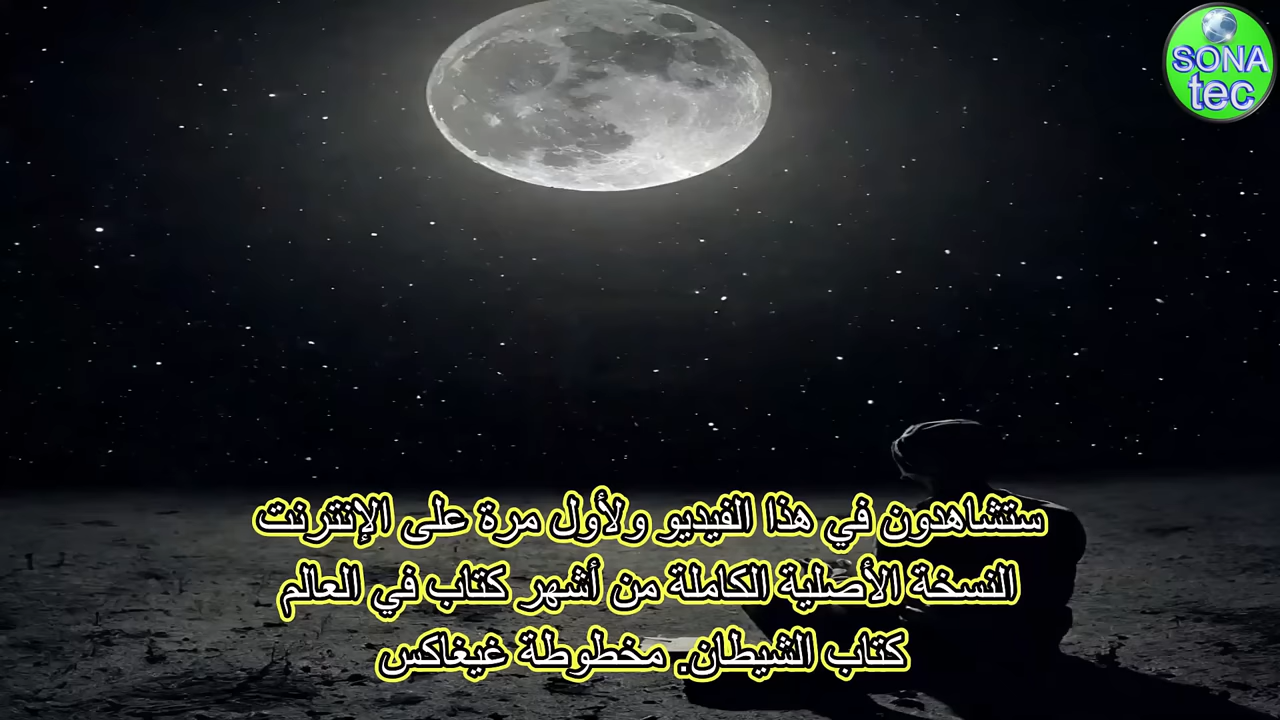 SONA
tec
ستشاهدون في هذا الفيديو ولأول مرة على الإنترنت
النسخة الأصلية الكاملة من أشهر كتاب في العالم
كتاب الشيطان. مخطوطة غيغاكس